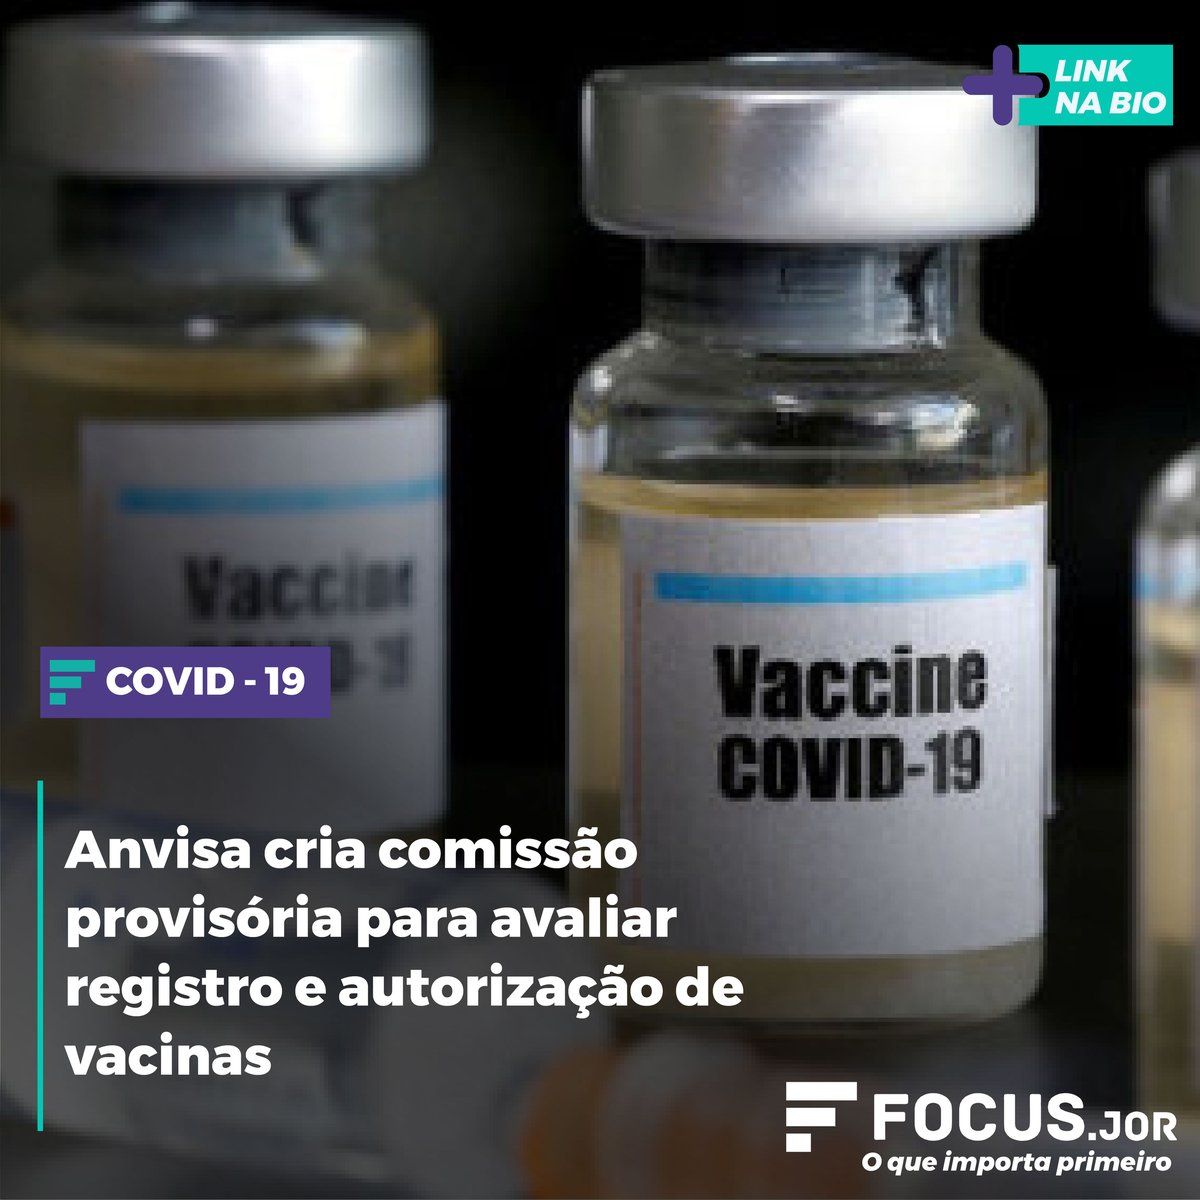 LINK
NA BIO
Vaccine
COVID-19
Vaccine
COVID - 19
Anvisa cria comissão
provisória para avaliar
registro e autorização de
vacinas
FOCUS.JOR
O que importa primeiro